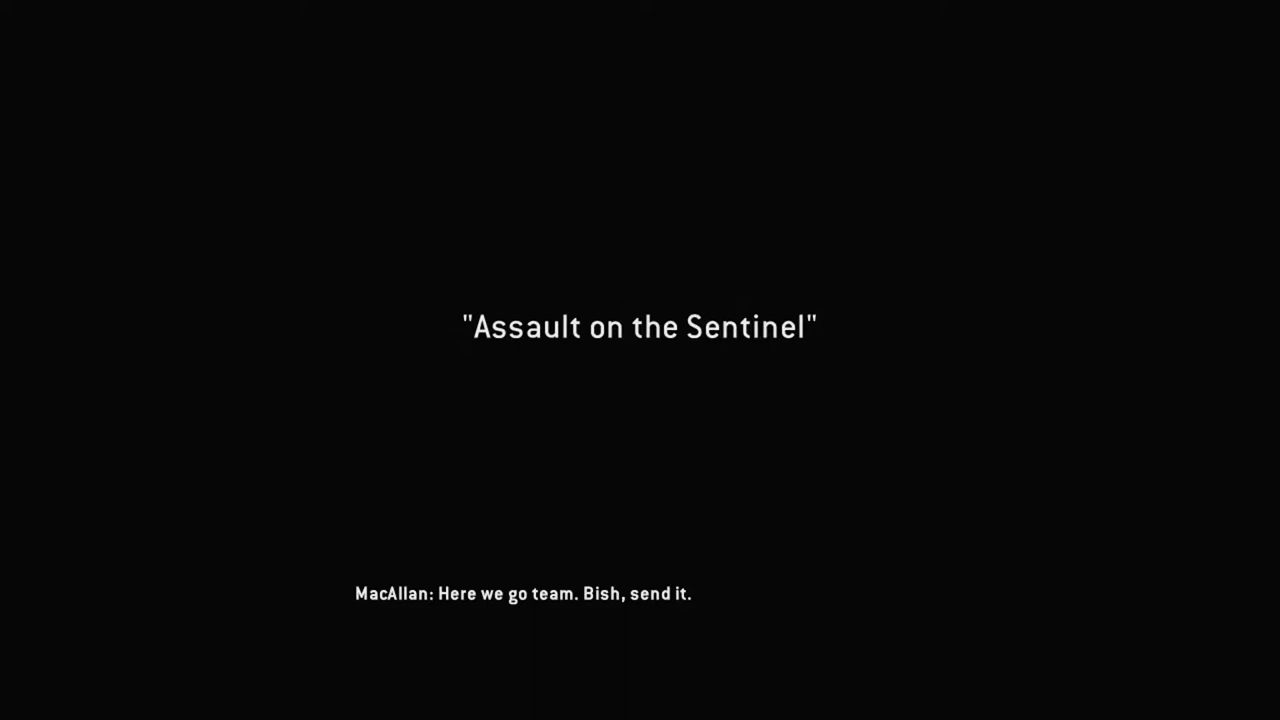 "Assault on the Sentinel"
MacAllan: Here we go team. Bish, send it.